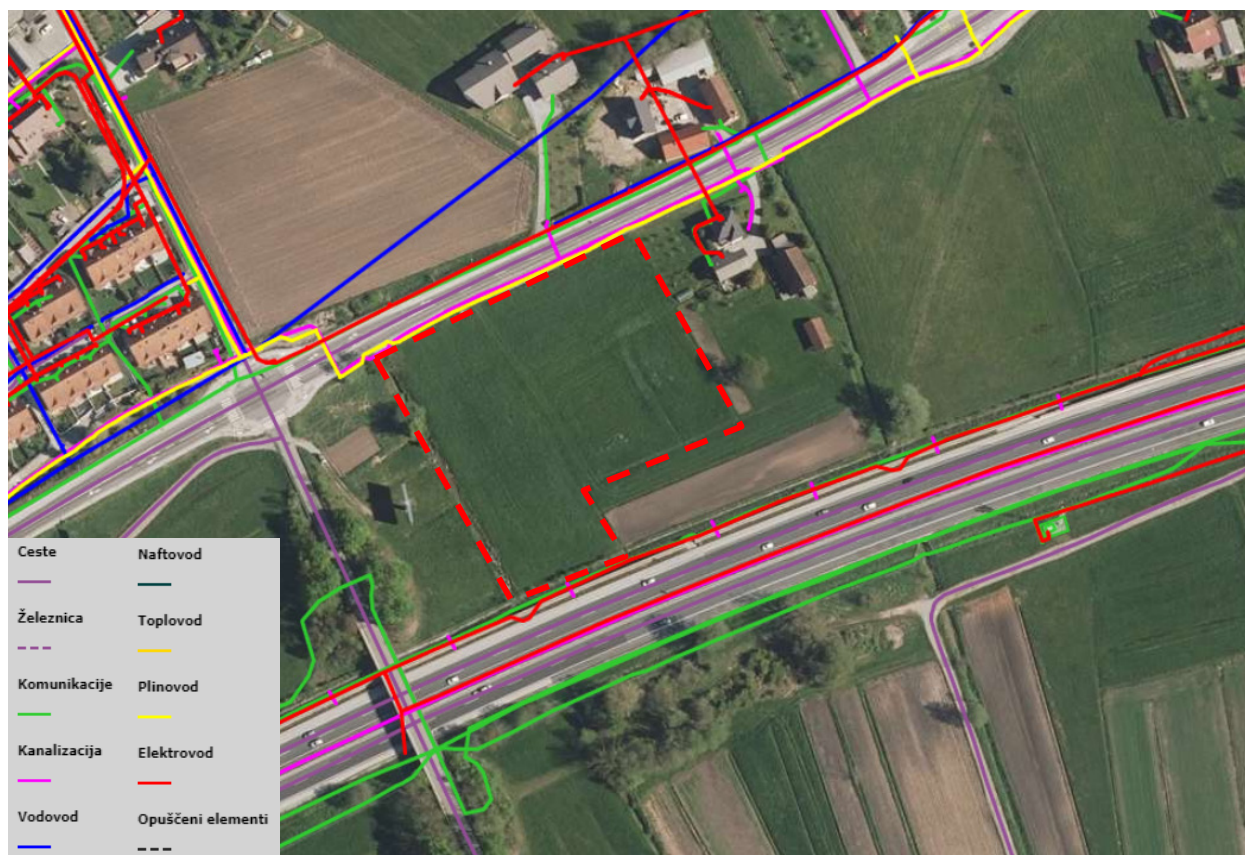 Ceste
Naftovod
Železnica
Toplovod
Komunikacije
Plinovod
Kanalizacija
Elektrovod
Vodovod
Opuščeni elementi